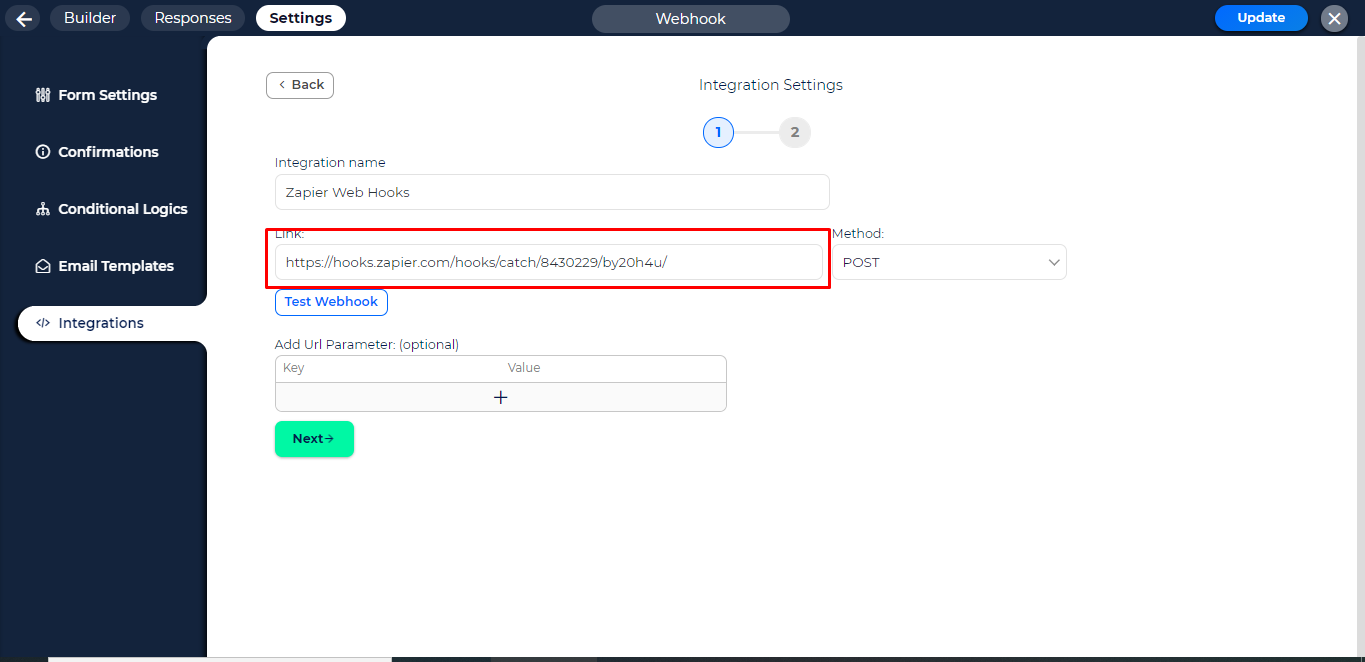 Builder
Responses
Settings
Webhook
Update
Form Settings
Confirmations
Conditional Logics
Email Templates
Integrations
Back
Integration Settings
1
2
Integration name
Zapier Web Hooks
Link:
https://hooks.zapier.com/hooks/catch/8430229/by20h4u/
Method:
POST
Test Webhook
Add Url Parameter: (optional)
Key
Value
Next